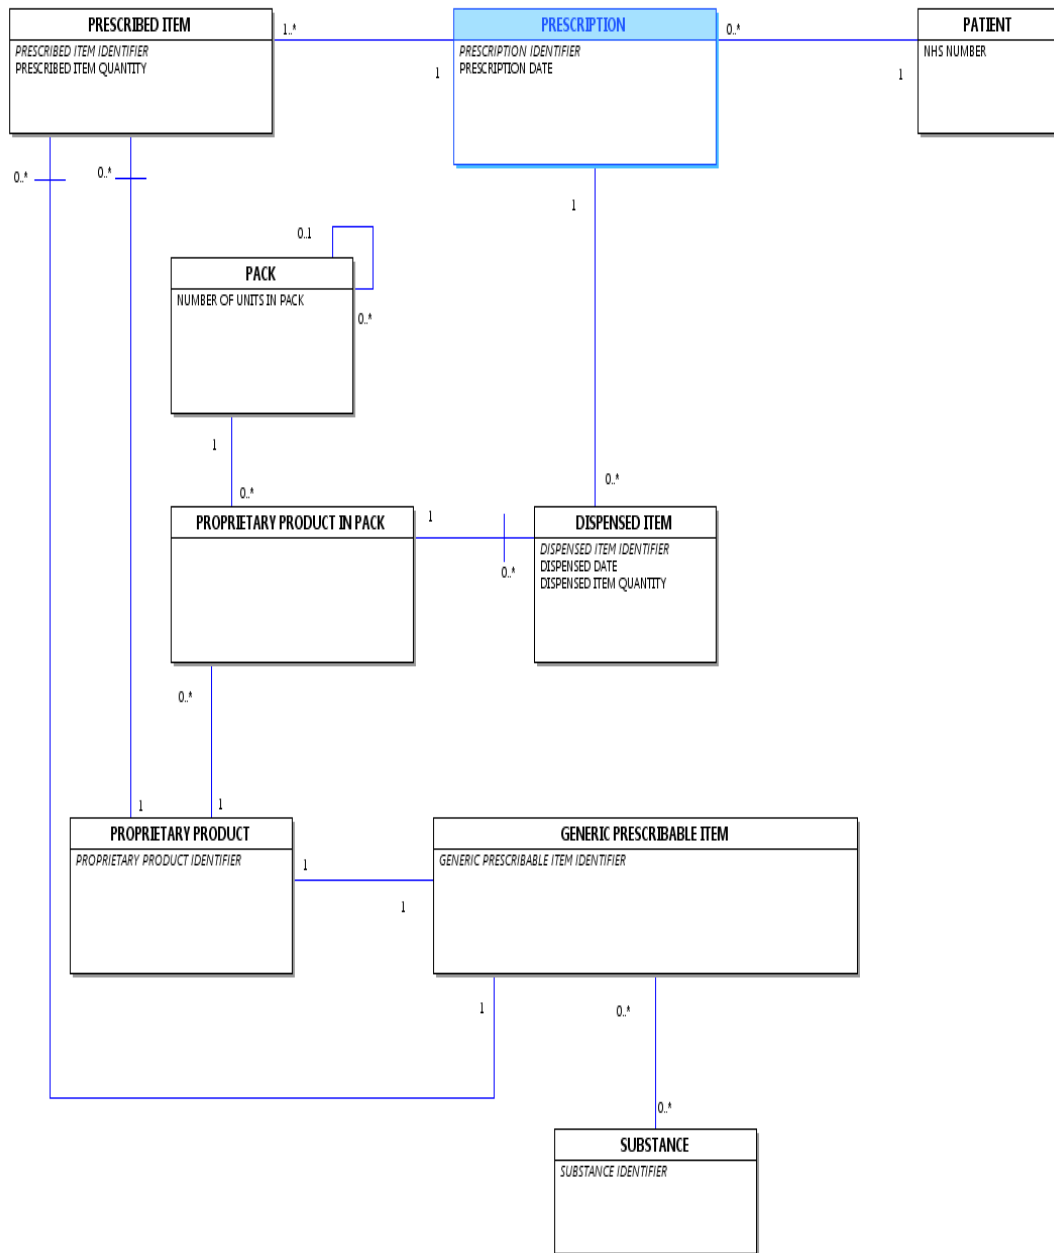 PRESCRIBED ITEM
PRESCRIBED ITEM IDENTIFIER
PRESCRIBED ITEM QUANTITY
1..*
1
PRESCRIPTION
PRESCRIPTION IDENTIFIER
PRESCRIPTION DATE
0..*
1
PATIENT
NHS NUMBER
0..*
0..*
1
0..1
PACK
NUMBER OF UNITS IN PACK
0..*
1
0..*
0..*
PROPRIETARY PRODUCT IN PACK
1
0..*
DISPENSED ITEM
DISPENSED ITEM IDENTIFIER
DISPENSED DATE
DISPENSED ITEM QUANTITY
0..*
1
1
PROPRIETARY PRODUCT
PROPRIETARY PRODUCT IDENTIFIER
1
1
GENERIC PRESCRIBABLE ITEM
GENERIC PRESCRIBABLE ITEM IDENTIFIER
1
0..*
0..*
SUBSTANCE
SUBSTANCE IDENTIFIER